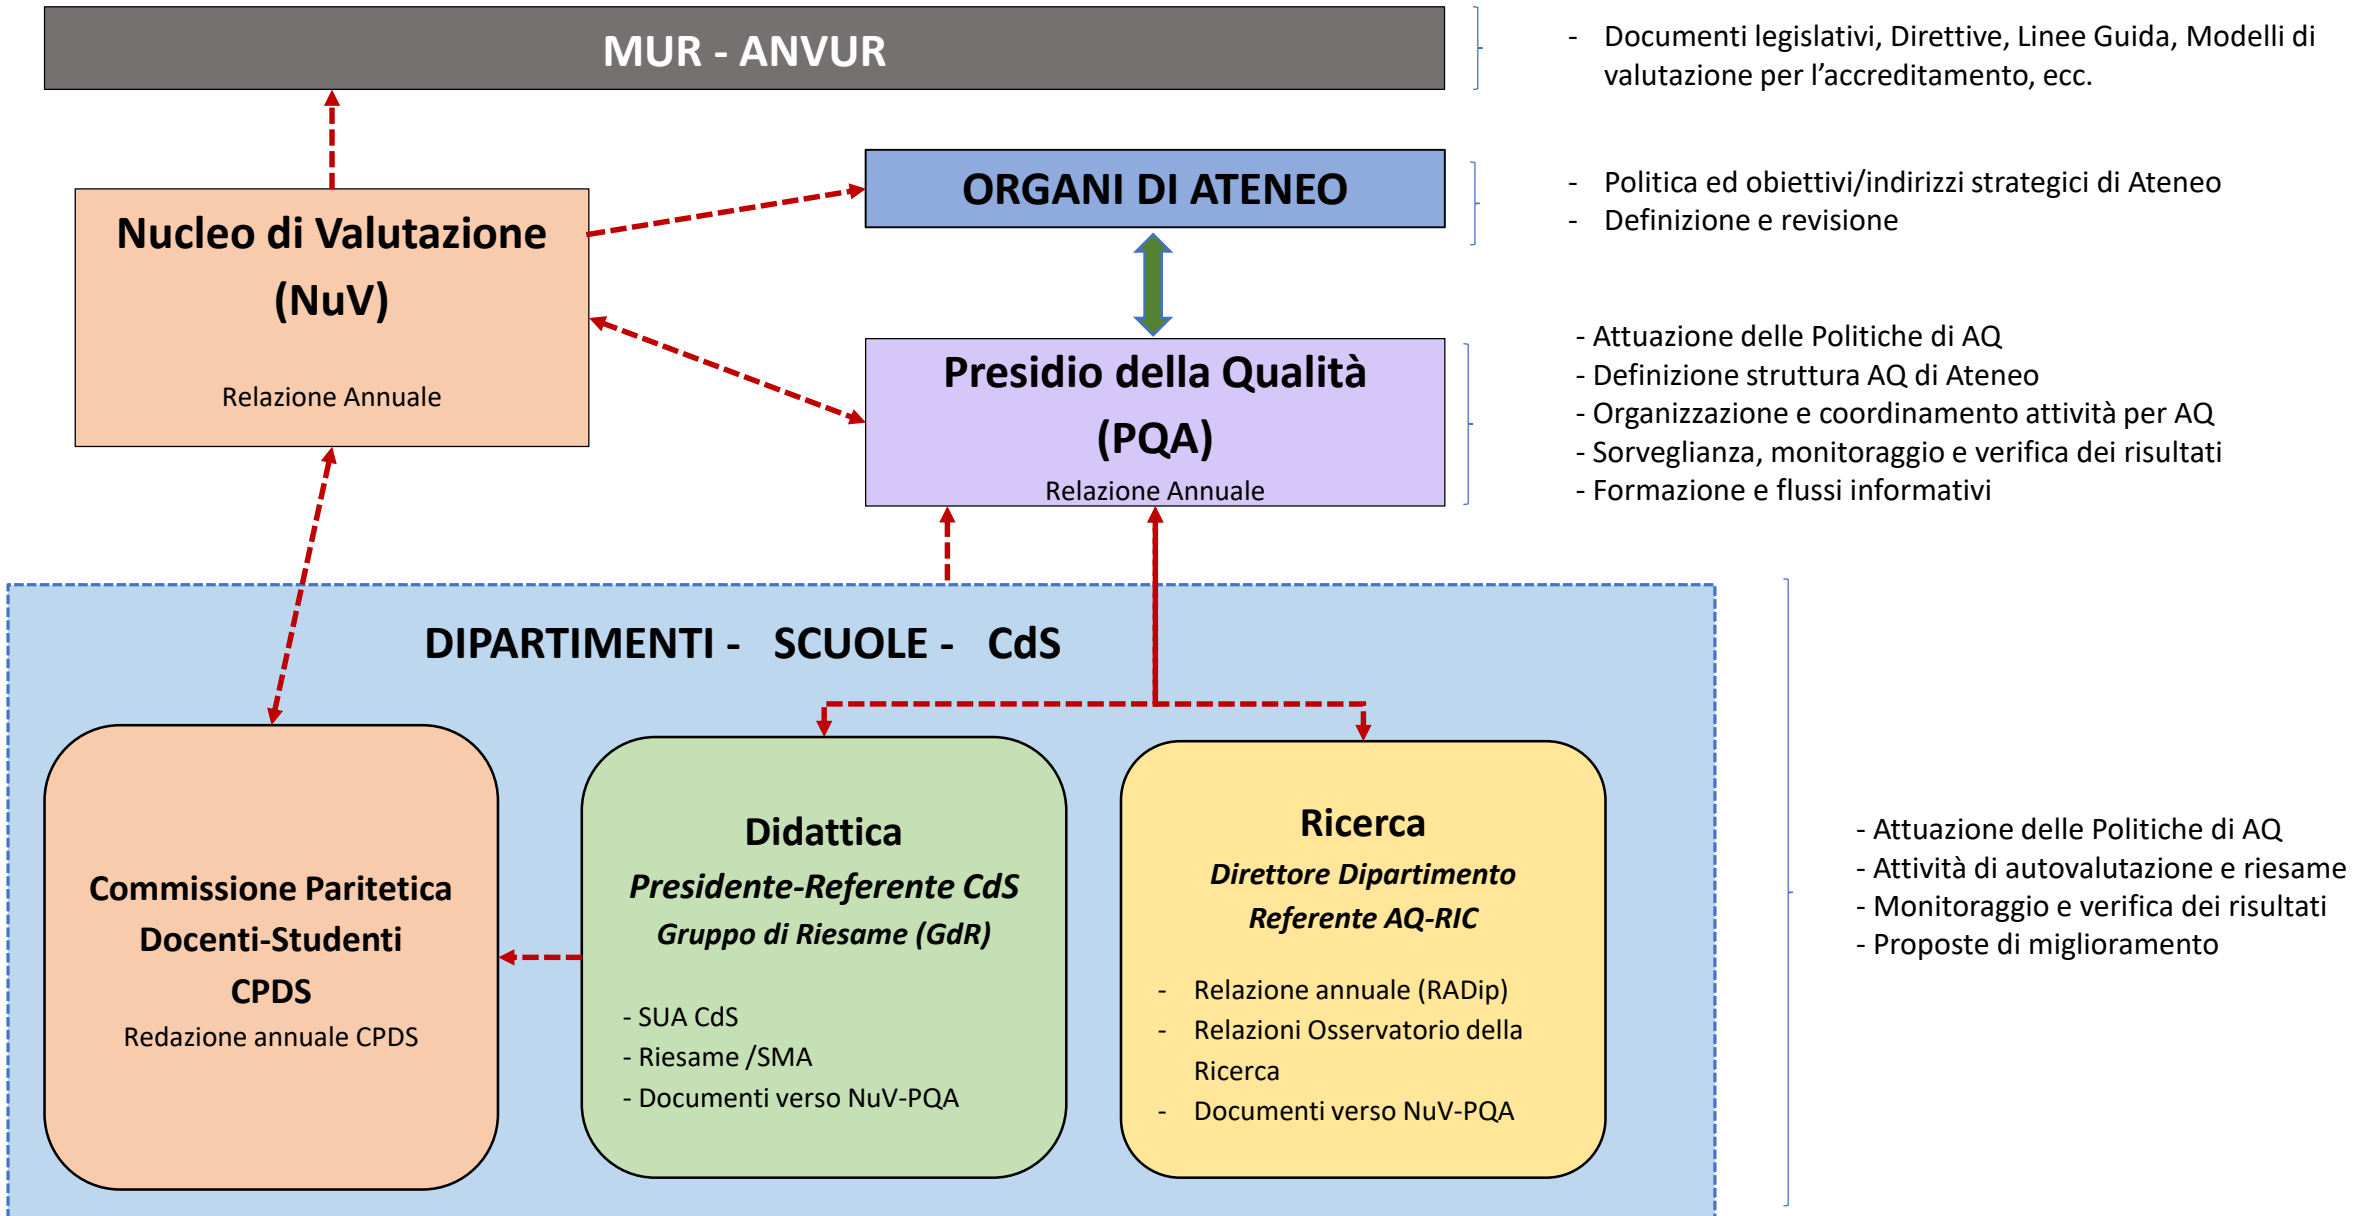 MUR - ANVUR
- Documenti legislativi, Direttive, Linee Guida, Modelli di
valutazione per l’accreditamento, ecc.
ORGANI DI ATENEO
- Politica ed obiettivi/indirizzi strategici di Ateneo
- Definizione e revisione
Nucleo di Valutazione
(NuV)
Relazione Annuale
Presidio della Qualità
(PQA)
Relazione Annuale
- Attuazione delle Politiche di AQ
- Definizione struttura AQ di Ateneo
- Organizzazione e coordinamento attività per AQ
- Sorveglianza, monitoraggio e verifica dei risultati
- Formazione e flussi informativi
DIPARTIMENTI - SCUOLE - CdS
Commissione Paritetica
Docenti-Studenti
CPDS
Redazione annuale CPDS
Didattica
Presidente-Referente CdS
Gruppo di Riesame (GdR)
- SUA CdS
- Riesame /SMA
- Documenti verso NuV-PQA
Ricerca
Direttore Dipartimento
Referente AQ-RIC
- Relazione annuale (RADip)
- Relazioni Osservatorio della
Ricerca
- Documenti verso NuV-PQA
- Attuazione delle Politiche di AQ
- Attività di autovalutazione e riesame
- Monitoraggio e verifica dei risultati
- Proposte di miglioramento